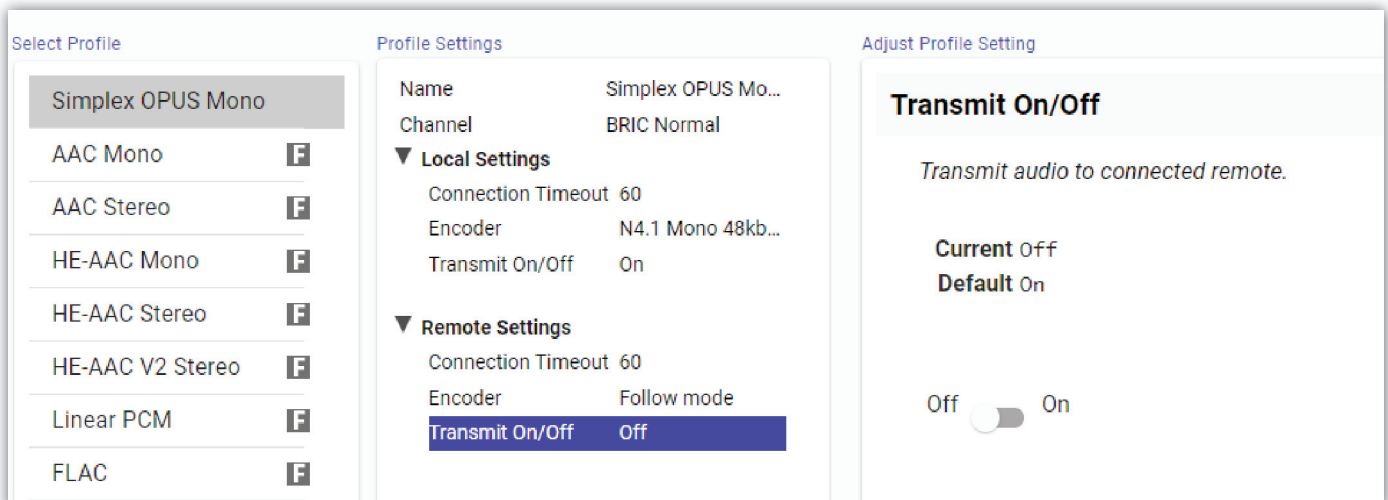 Select Profile
Simplex OPUS Mono
AAC Mono F
AAC Stereo F
HE-AAC Mono F
HE-AAC Stereo F
HE-AAC V2 Stereo F
Linear PCM F
FLAC F
Profile Settings
Name Simplex OPUS Mo...
Channel BRIC Normal
Local Settings
Connection Timeout 60
Encoder N4.1 Mono 48kb...
Transmit On/Off On
Remote Settings
Connection Timeout 60
Encoder Follow mode
Transmit On/Off Off
Adjust Profile Setting
Transmit On/Off
Transmit audio to connected remote.
Current Off
Default On
Off On